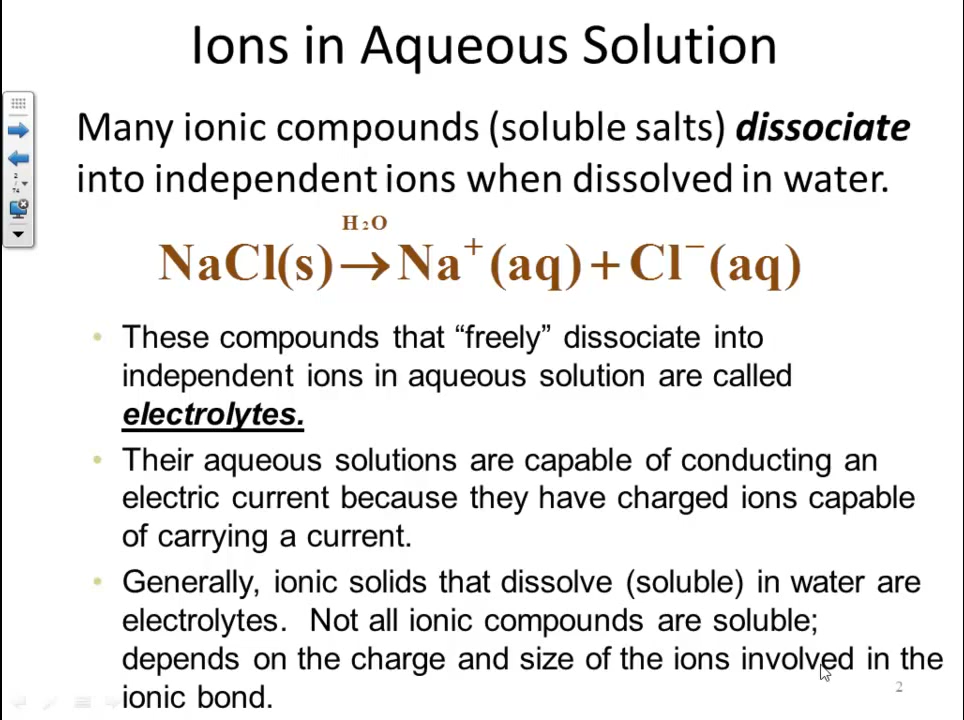 Ions in Aqueous Solution
Many ionic compounds (soluble salts) dissociate
into independent ions when dissolved in water.
H₂O
NaCl(s) → Na⁺(aq) + Cl⁻(aq)
• These compounds that “freely” dissociate into
independent ions in aqueous solution are called
electrolytes.
• Their aqueous solutions are capable of conducting an
electric current because they have charged ions capable
of carrying a current.
• Generally, ionic solids that dissolve (soluble) in water are
electrolytes.  Not all ionic compounds are soluble;
depends on the charge and size of the ions involved in the
ionic bond.
2